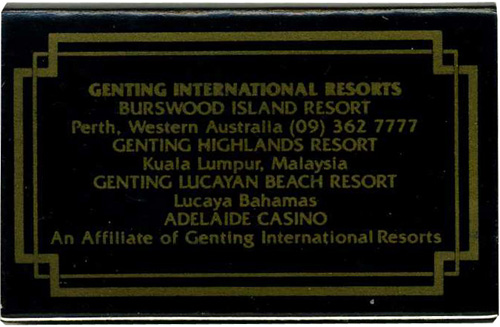 GENTING INTERNATIONAL RESORTS
BURSWOOD ISLAND RESORT
Perth, Western Australia (09) 362 7777
GENTING HIGHLANDS RESORT
Kuala Lumpur, Malaysia
GENTING LUCAYAN BEACH RESORT
Lucaya Bahamas
ADELAIDE CASINO
An Affiliate of Genting International Resorts